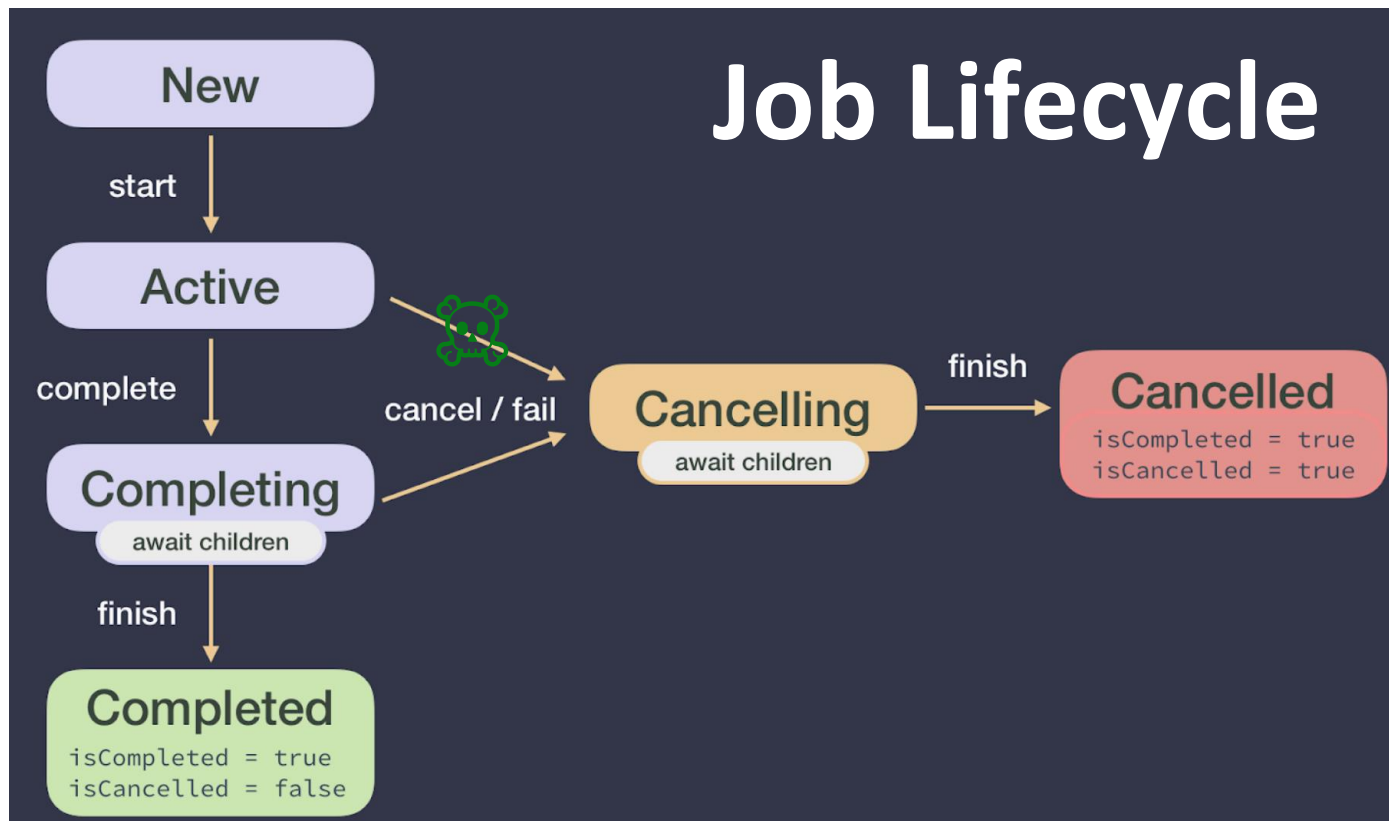 Job Lifecycle
New
start
Active
complete
cancel / fail
Completing
await children
finish
Completed
isCompleted = true
isCancelled = false
Cancelling
await children
finish
Cancelled
isCompleted = true
isCancelled = true